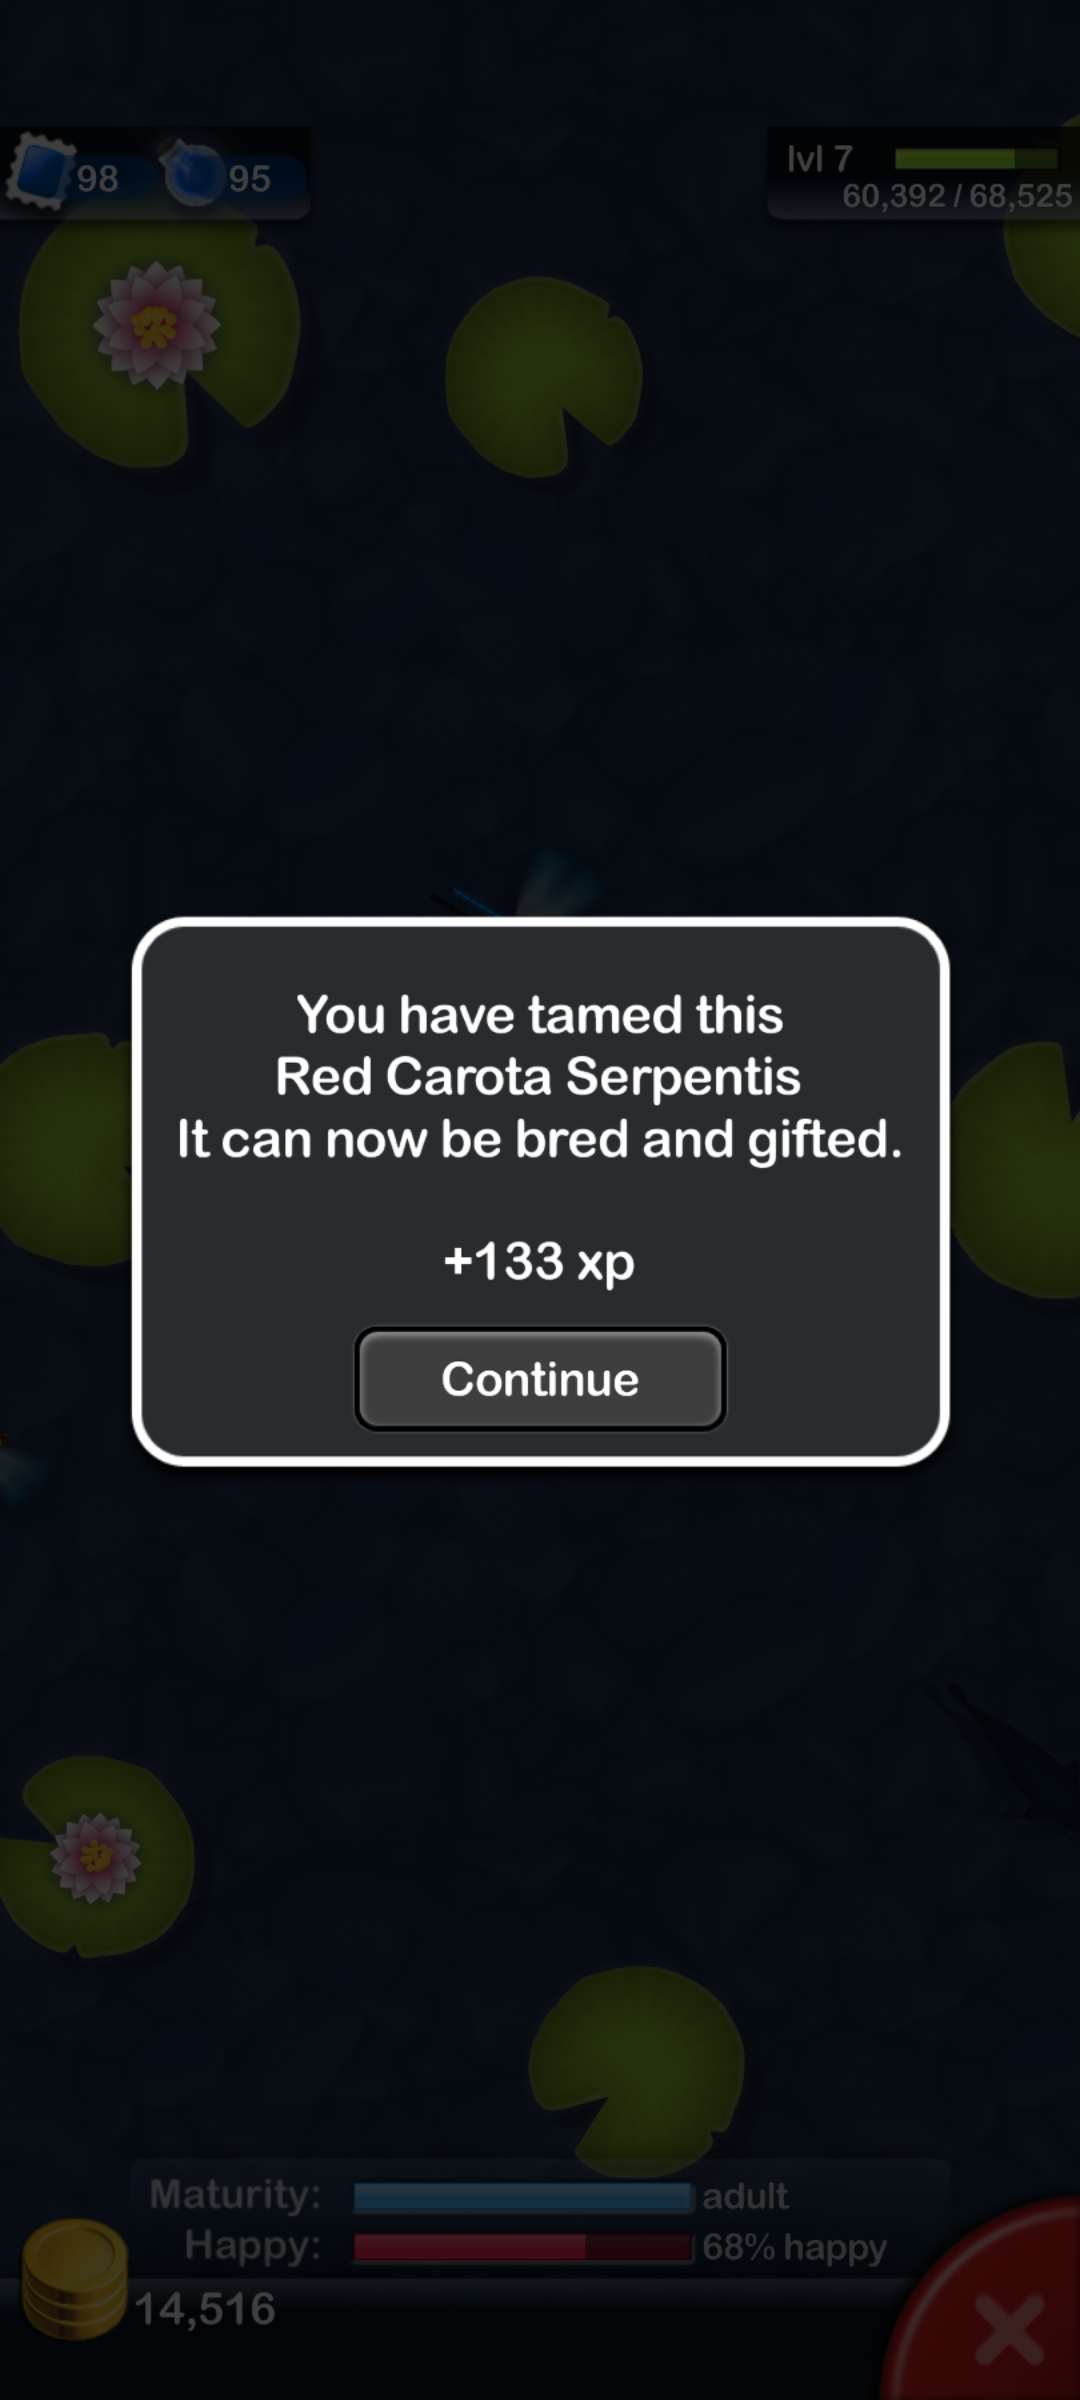 98 95
lvl 7
60,392 / 68,525
You have tamed this
Red Carota Serpentis
It can now be bred and gifted.
+133 xp
Continue
Maturity: adult
Happy: 68% happy
14,516